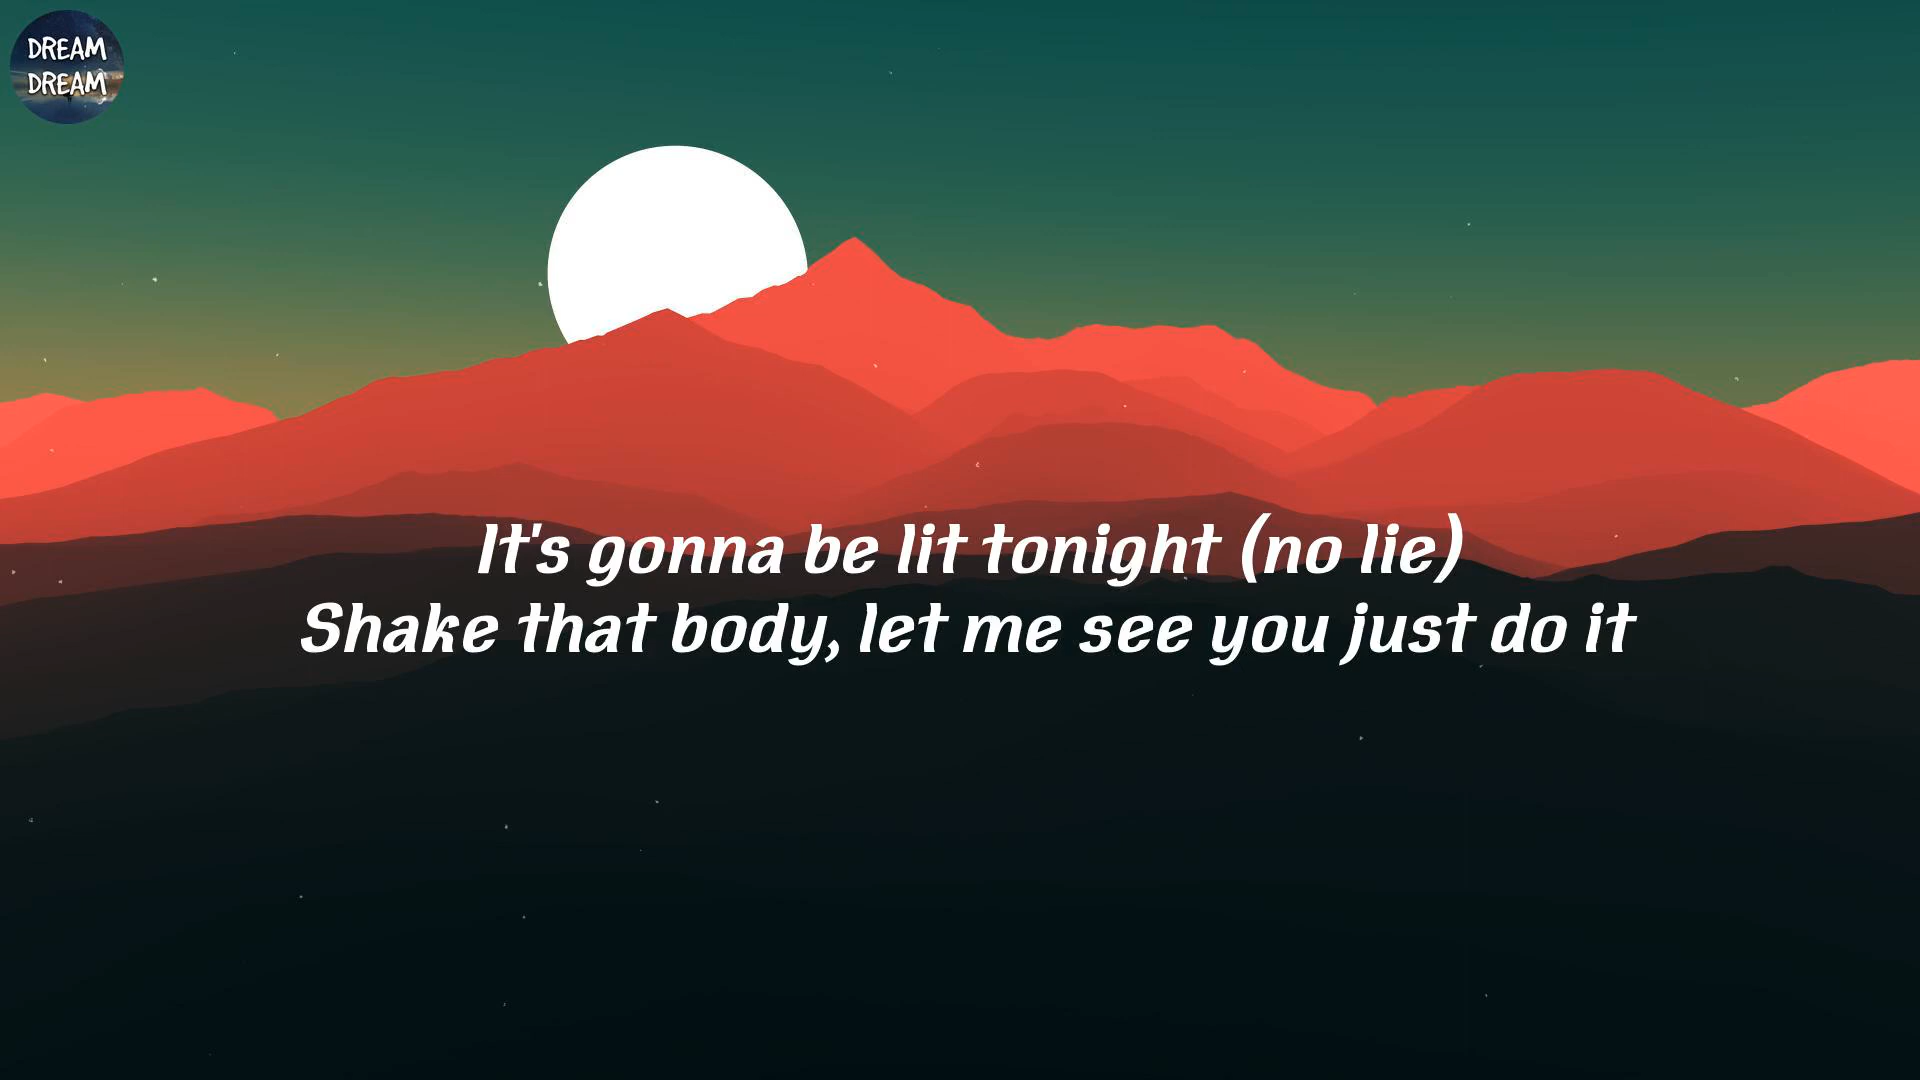 DREAM
DREAM
It's gonna be lit tonight (no lie)
Shake that body, let me see you just do it